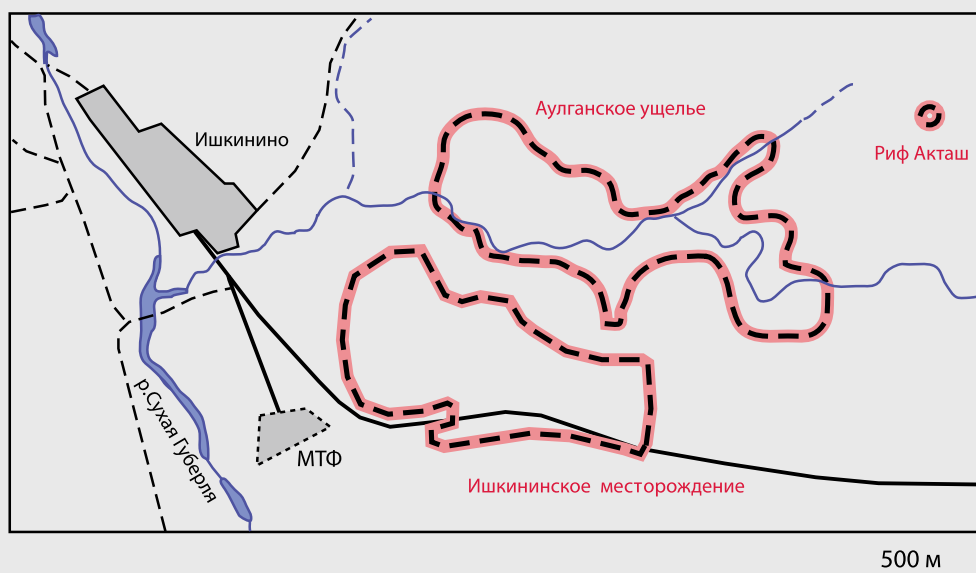 Аулганское ущелье
Ишкинино
Риф Акташ
р.Сухая Губерля
МТФ
Ишкининское месторождение
500 м